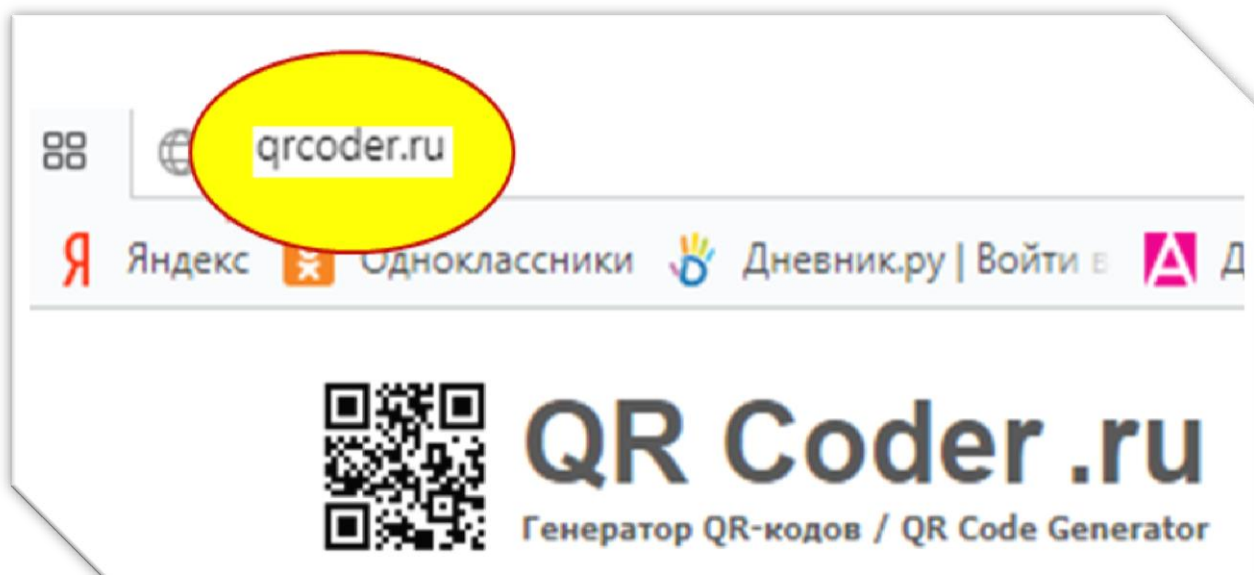 qrcoder.ru
Яндекс Одноклассники Дневник.ру | Войти в Д
QR Coder .ru
Генератор QR-кодов / QR Code Generator